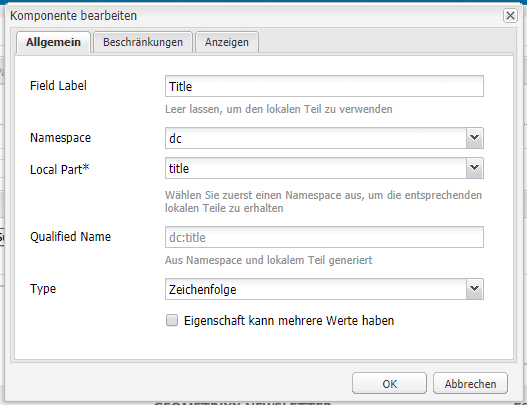 Komponente bearbeiten
Allgemein Beschränkungen Anzeigen
Field Label Title
Leer lassen, um den lokalen Teil zu verwenden
Namespace dc
Local Part* title
Wählen Sie zuerst einen Namespace aus, um die entsprechenden
lokalen Teile zu erhalten
Qualified Name dc:title
Aus Namespace und lokalem Teil generiert
Type Zeichenfolge
Eigenschaft kann mehrere Werte haben
OK Abbrechen